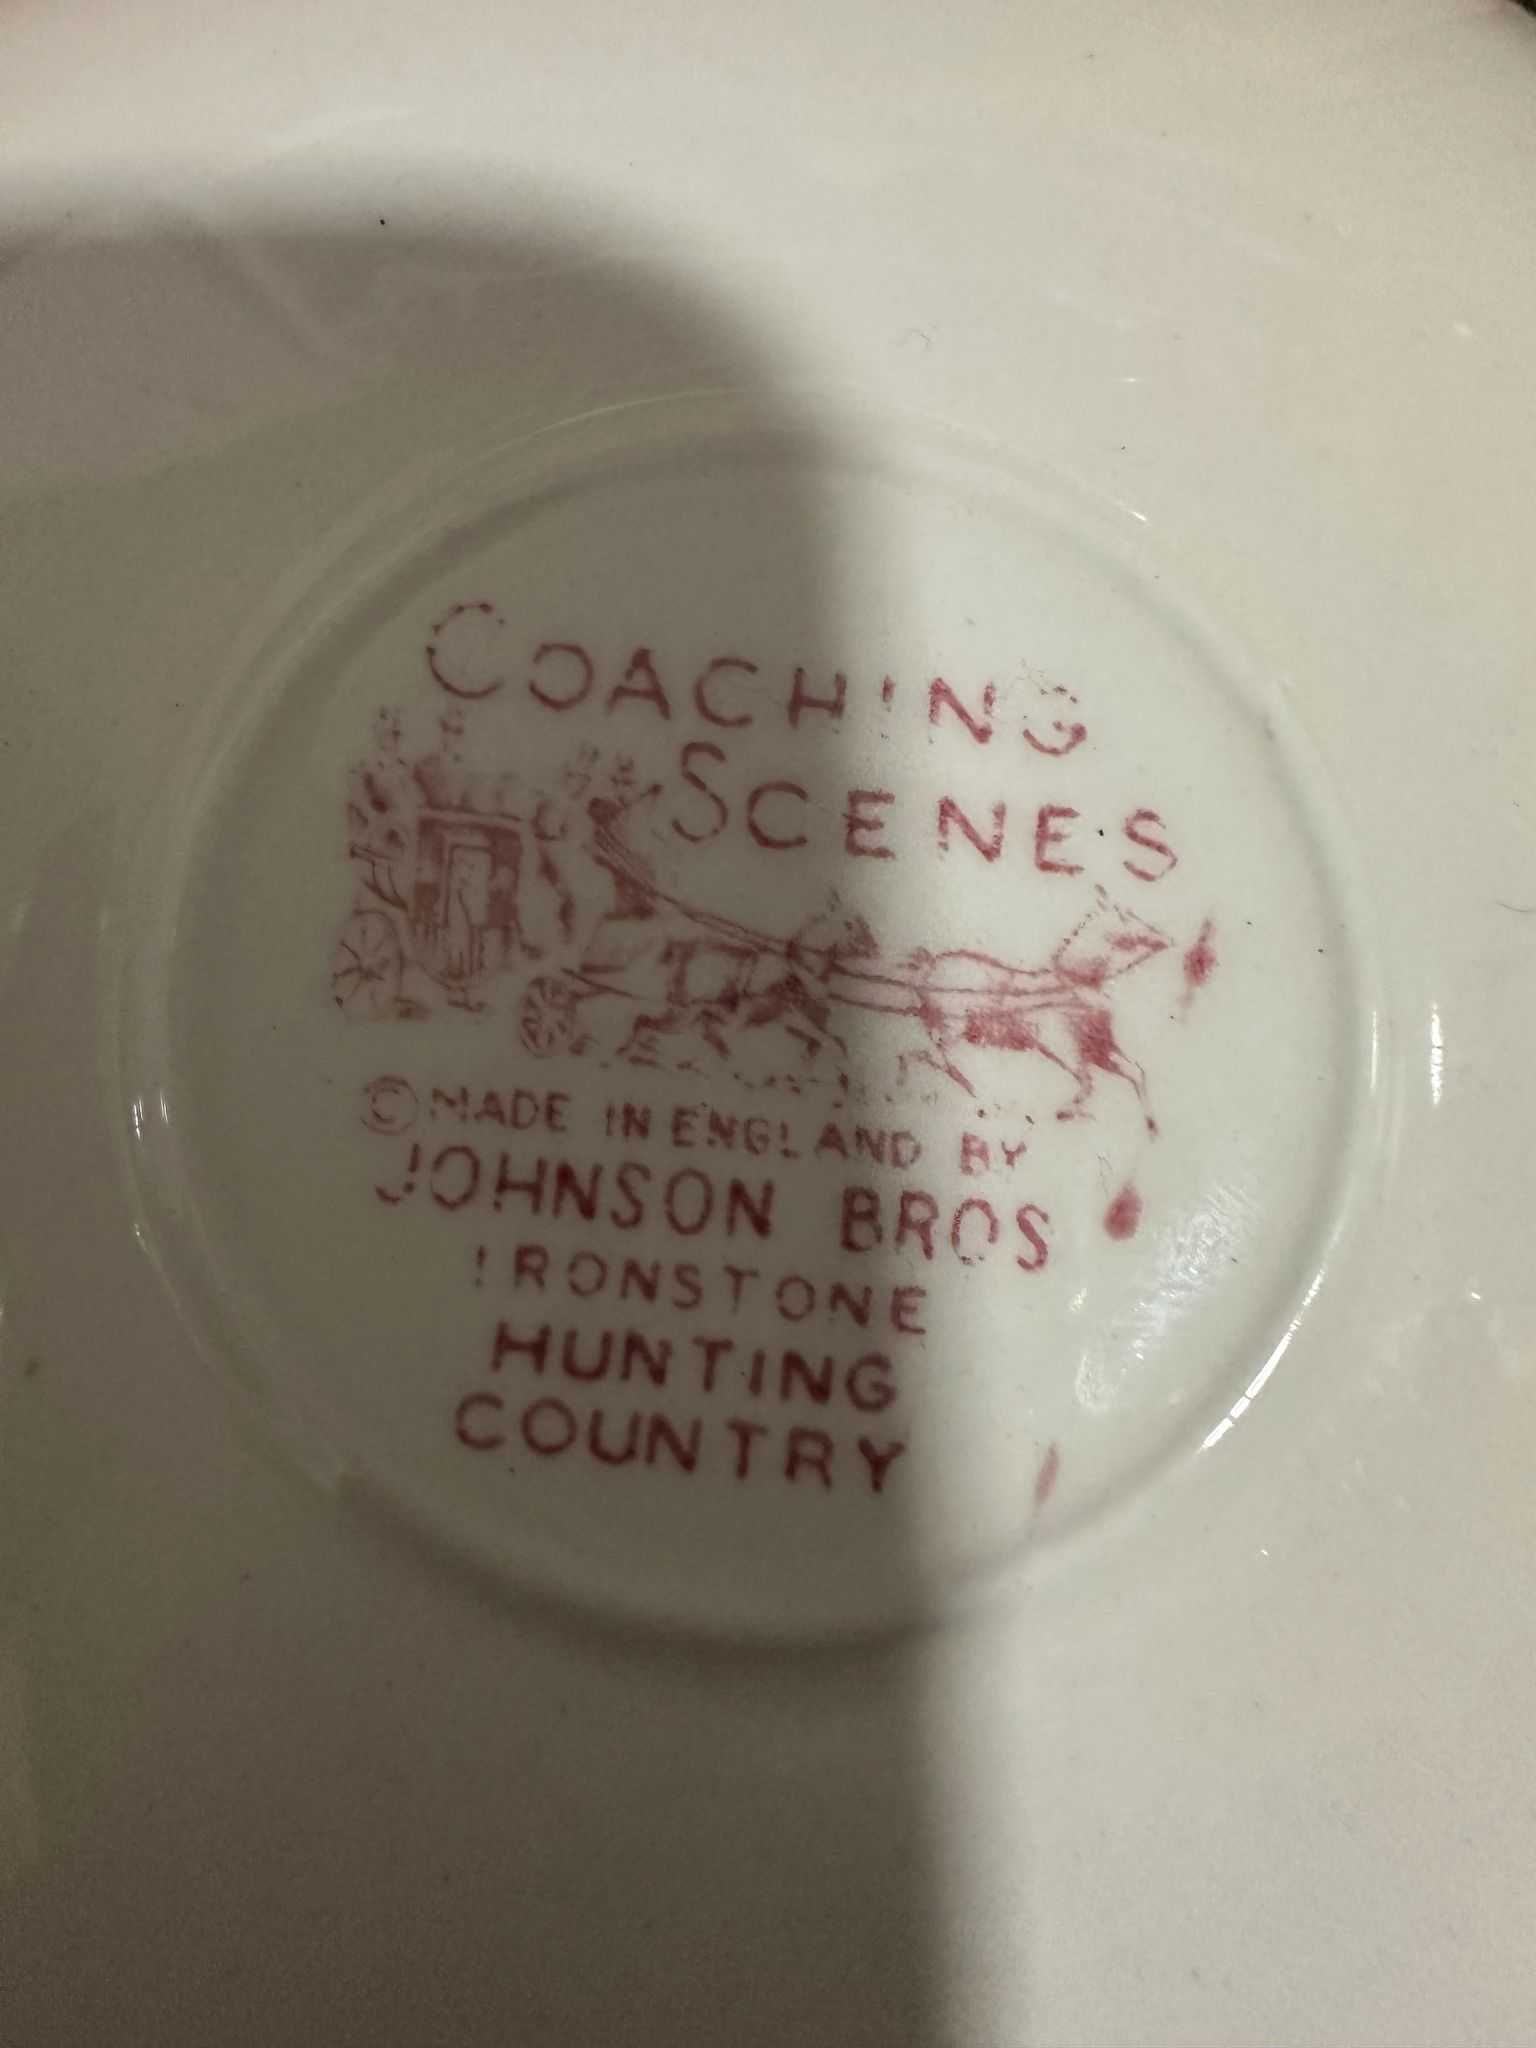 COACHING
SCENES
© MADE IN ENGLAND BY
JOHNSON BROS
IRONSTONE
HUNTING
COUNTRY